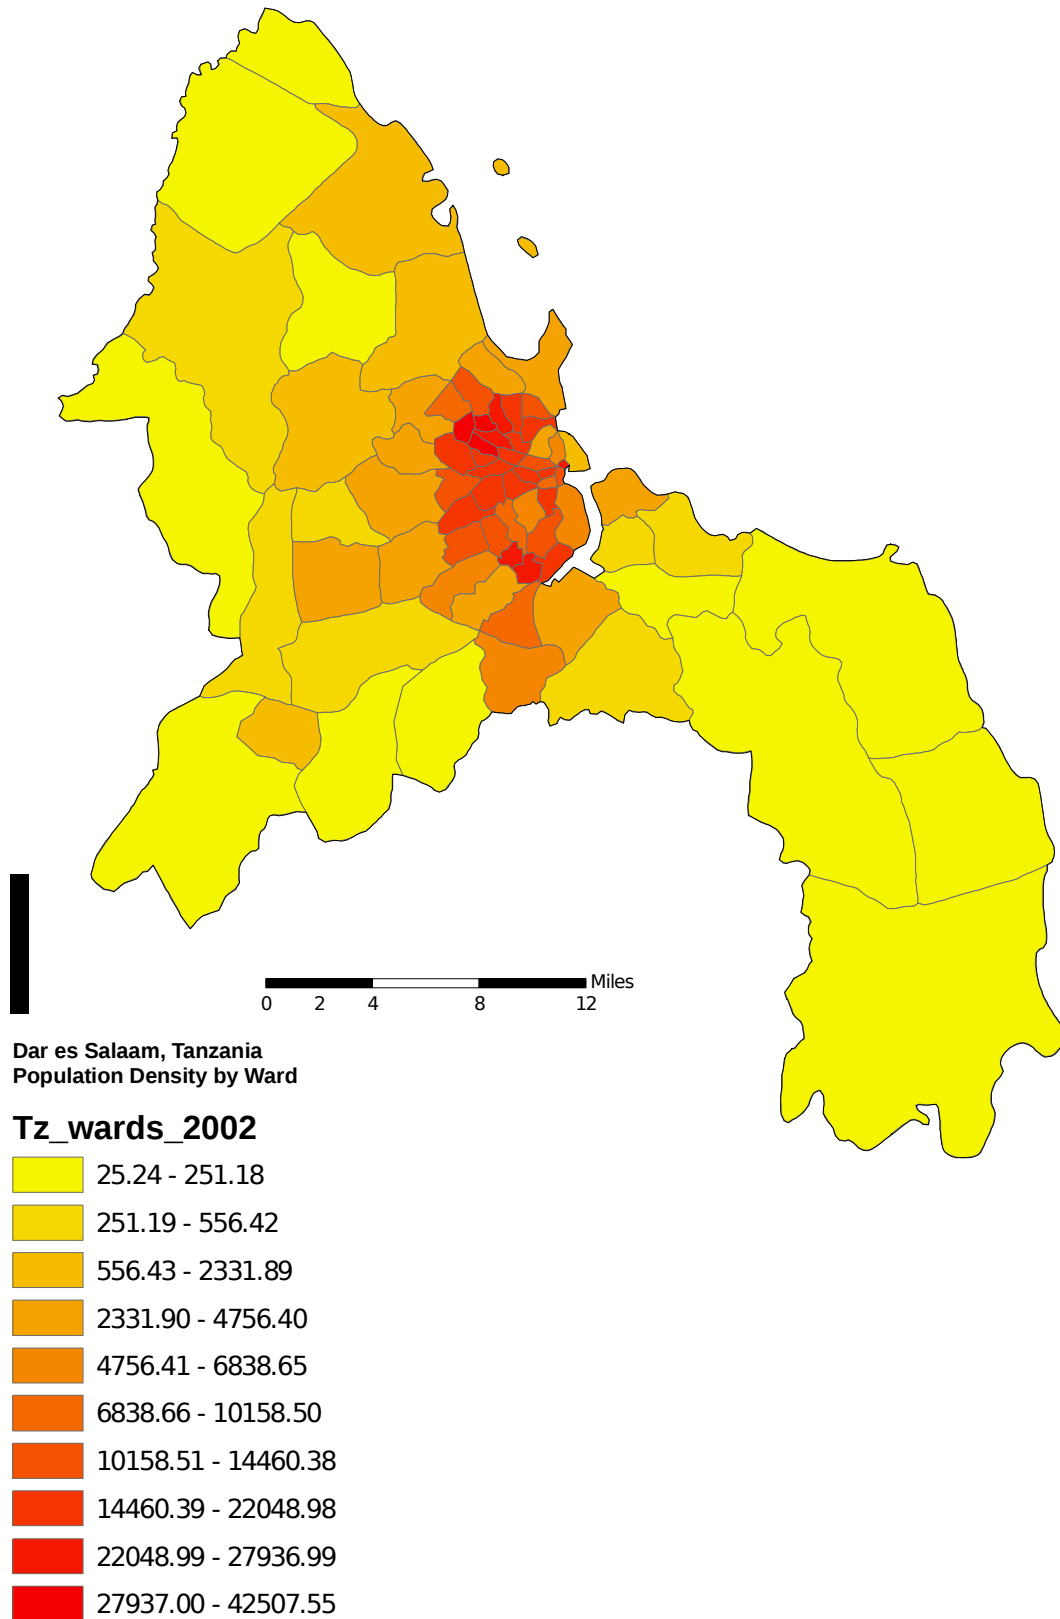 Miles
0 2 4 8 12
Dar es Salaam, Tanzania
Population Density by Ward
Tz_wards_2002
25.24 - 251.18
251.19 - 556.42
556.43 - 2331.89
2331.90 - 4756.40
4756.41 - 6838.65
6838.66 - 10158.50
10158.51 - 14460.38
14460.39 - 22048.98
22048.99 - 27936.99
27937.00 - 42507.55